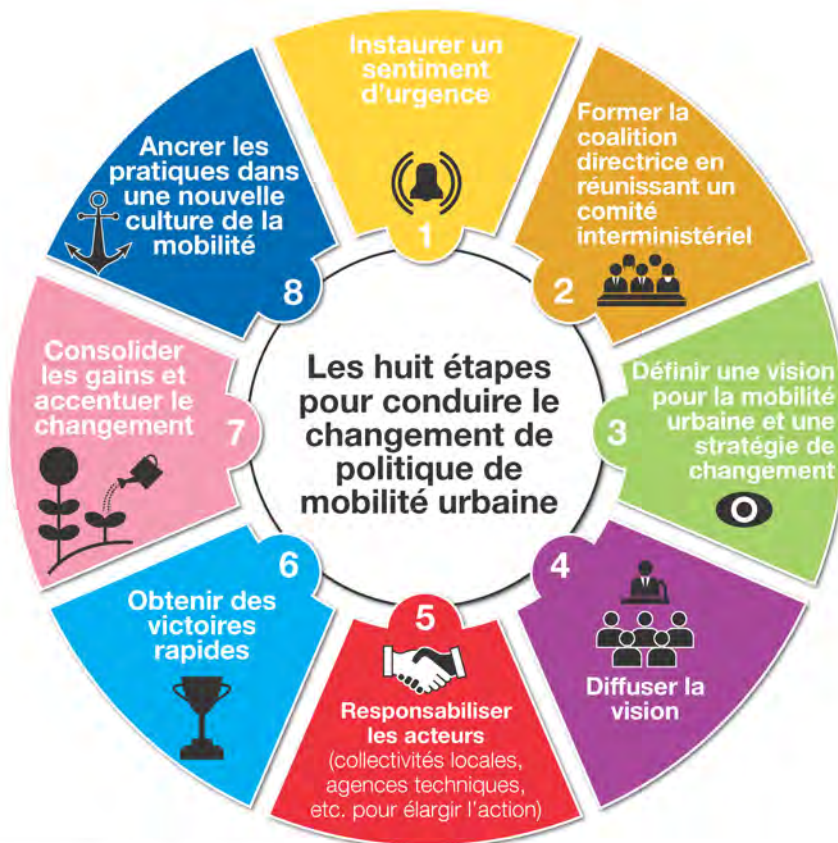 Les huit étapes
pour conduire le
changement de
politique de
mobilité urbaine
Instaurer un
sentiment
d'urgence
1
Former la
coalition
directrice en
réunissant un
comité
interministériel
2
Définir une vision
pour la mobilité
urbaine et une
stratégie de
changement
3
4
Diffuser la
vision
5
Responsabiliser
les acteurs
(collectivités locales,
agences techniques,
etc. pour élargir l'action)
6
Obtenir des
victoires
rapides
Consolider
les gains et
accentuer le
changement
7
Ancrer les
pratiques dans
une nouvelle
culture de la
mobilité
8